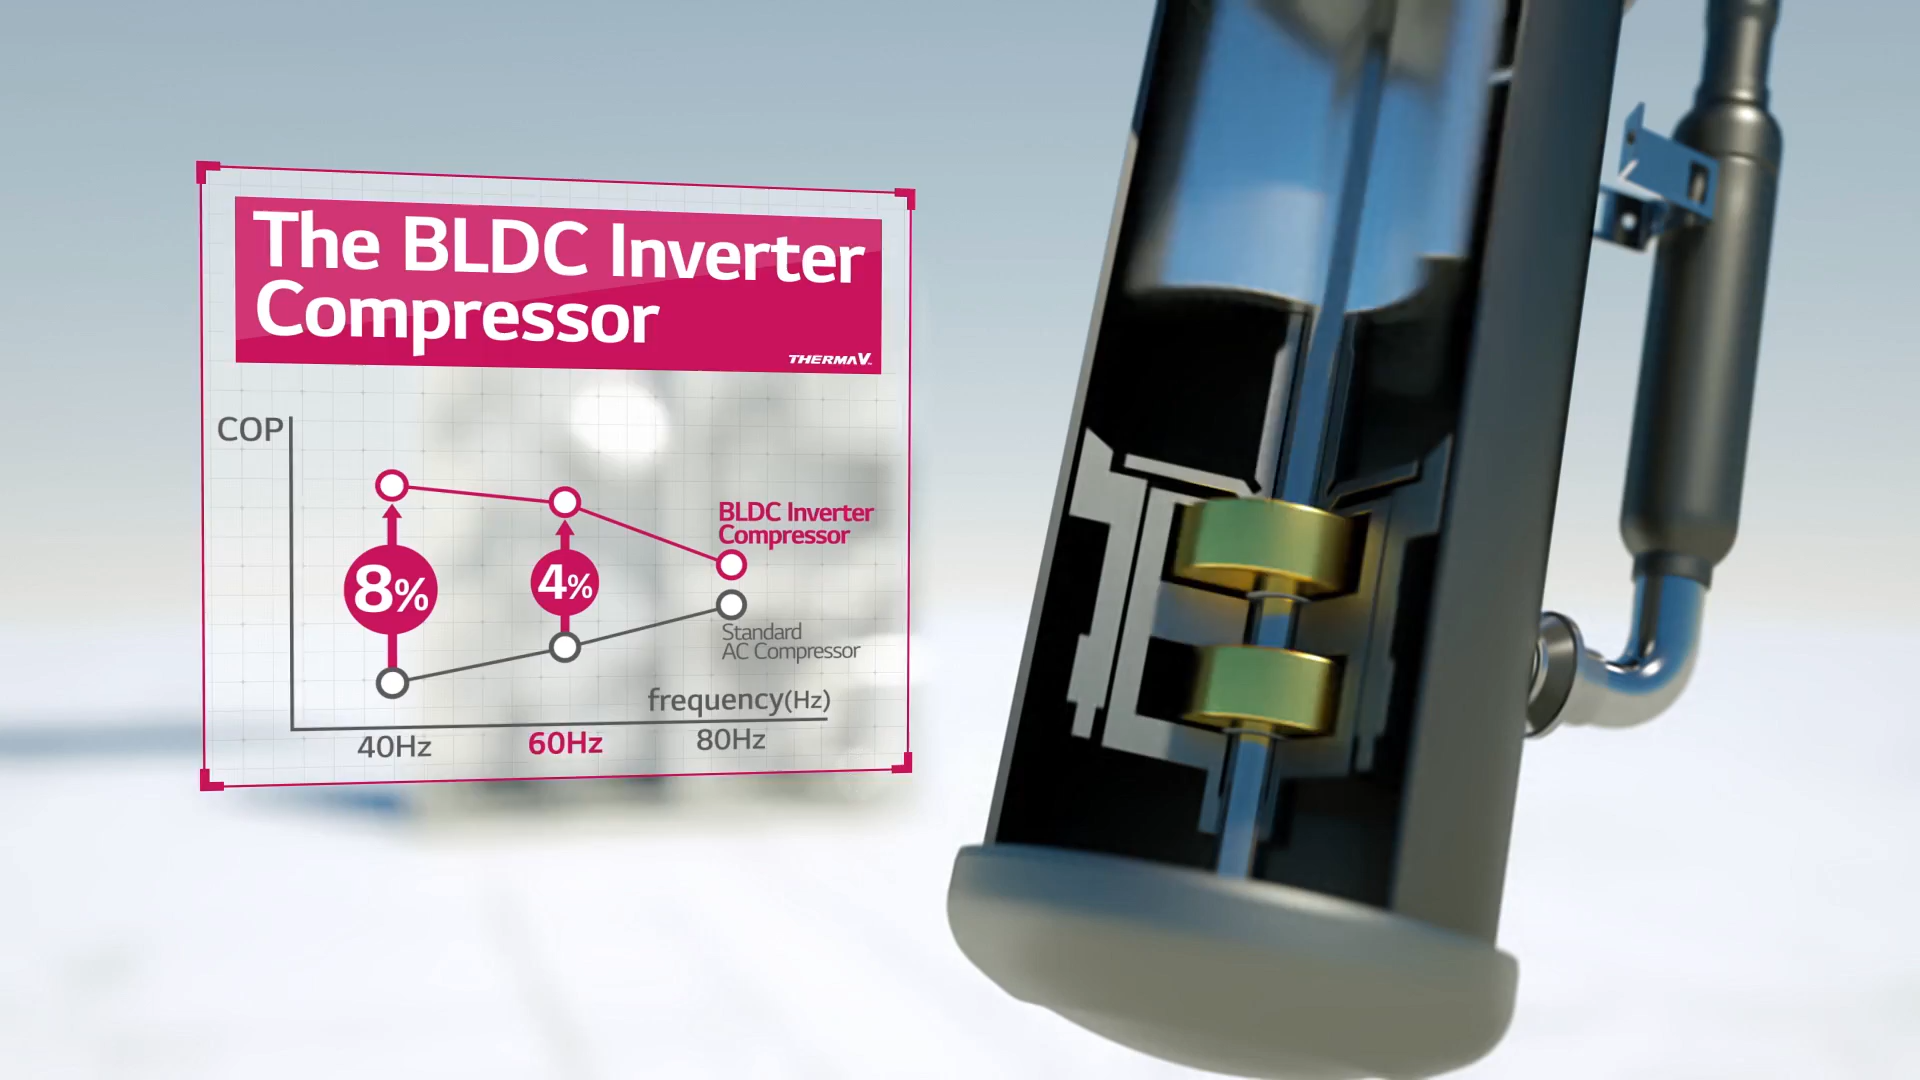 The BLDC Inverter
Compressor
THERMA V™
COP
BLDC Inverter
Compressor
8%
4%
Standard
AC Compressor
frequency(Hz)
40Hz
60Hz
80Hz